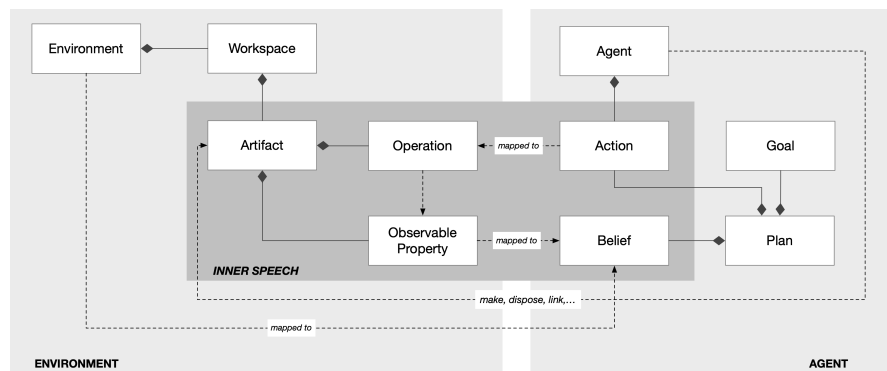 Environment
Workspace
Agent
Artifact
Operation
mapped to
Action
Goal
Observable
Property
mapped to
Belief
Plan
INNER SPEECH
make, dispose, link,...
mapped to
ENVIRONMENT
AGENT